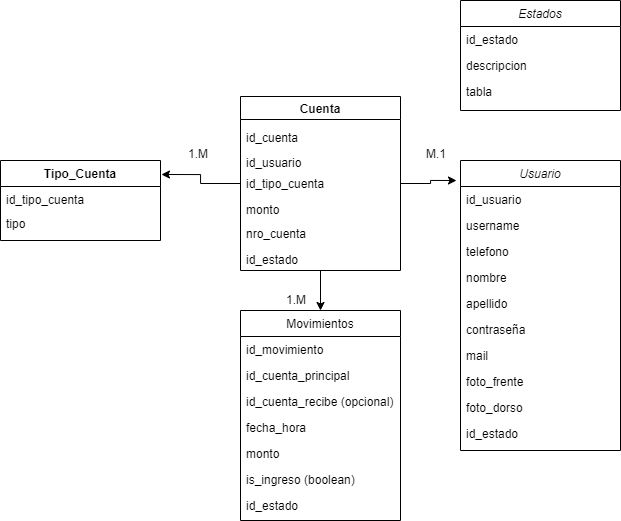 Estados
id_estado
descripcion
tabla
Cuenta
id_cuenta
id_usuario
id_tipo_cuenta
monto
nro_cuenta
id_estado
1.M
M.1
Tipo_Cuenta
id_tipo_cuenta
tipo
Usuario
id_usuario
username
telefono
nombre
apellido
contraseña
mail
foto_frente
foto_dorso
id_estado
1.M
Movimientos
id_movimiento
id_cuenta_principal
id_cuenta_recibe (opcional)
fecha_hora
monto
is_ingreso (boolean)
id_estado